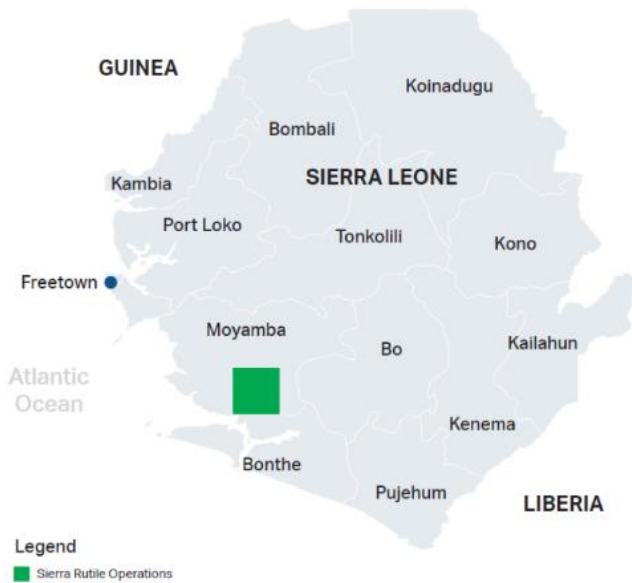 GUINEA
Koinadugu
Bombali
SIERRA LEONE
Kambia
Port Loko
Tonkolili
Kono
Freetown
Moyamba
Bo
Kailahun
Atlantic
Ocean
Kenema
Bonthe
Pujehum
LIBERIA
Legend
Sierra Rutile Operations